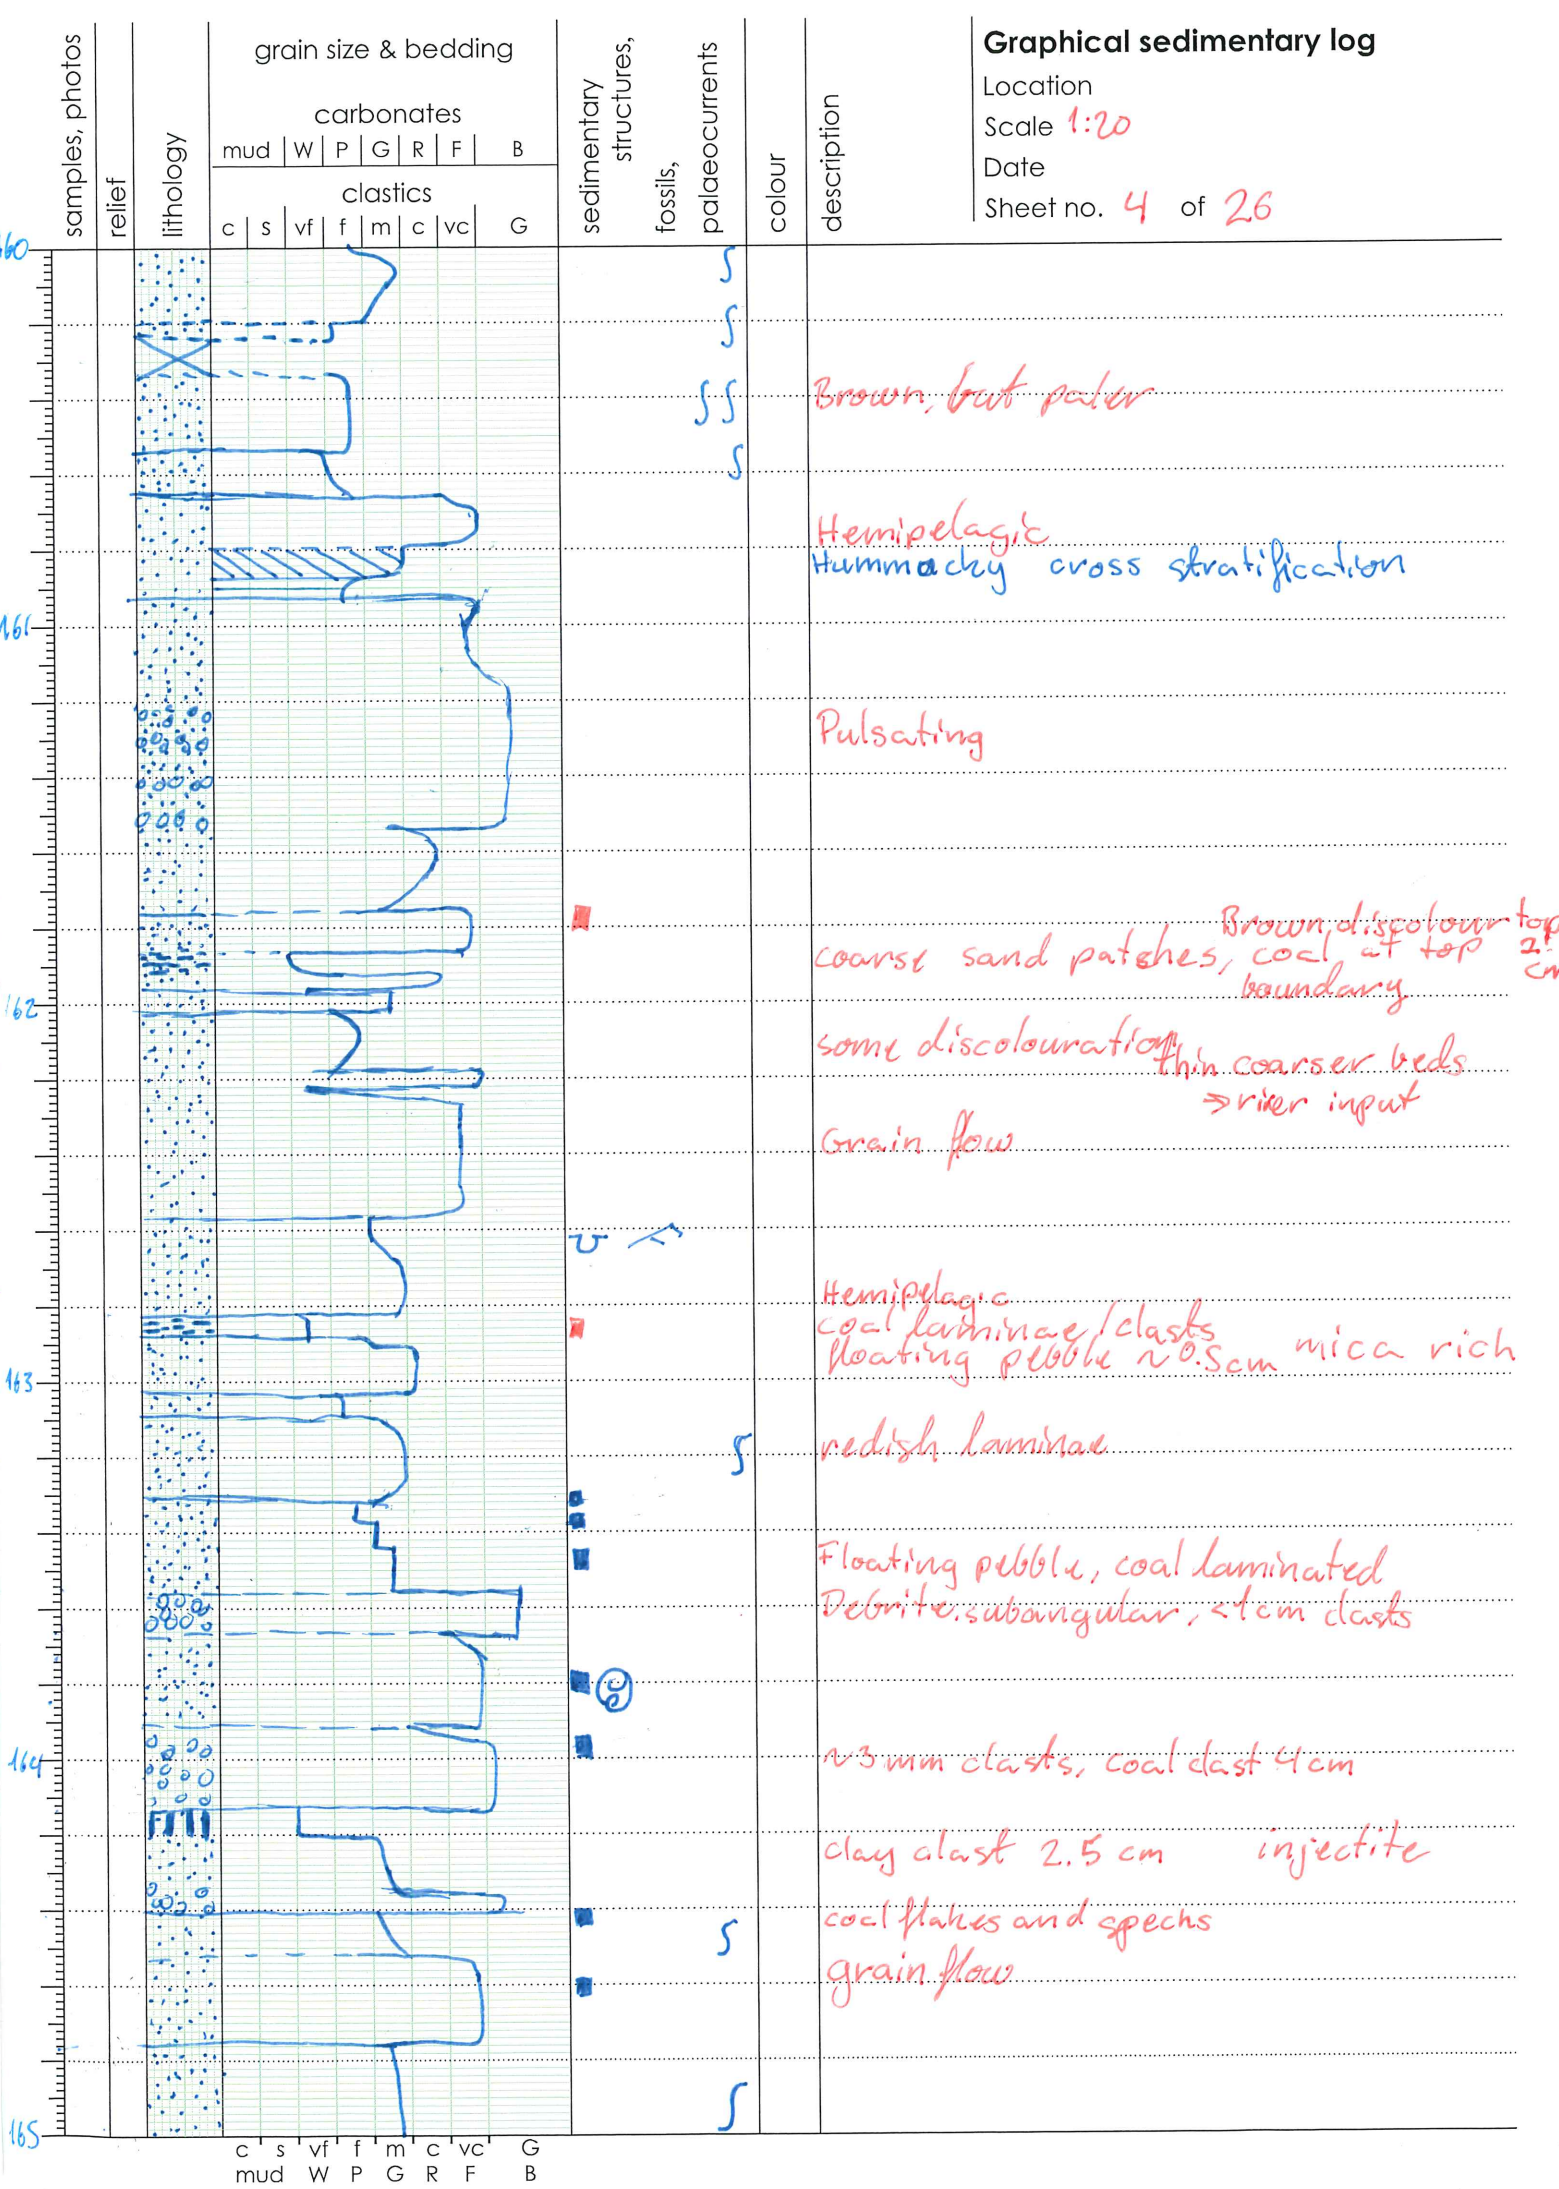 samples, photos
relief
lithology
grain size & bedding
carbonates
mud W P G R F B
clastics
c s vf f m c vc G
sedimentary
structures,
fossils,
palaeocurrents
colour
description
Graphical sedimentary log
Location
Scale 1:20
Date
Sheet no. 4 of 26
Brown, but paler
Hemipelagic
Hummacky cross stratification
161
Pulsating
Brown, discolour top
coarse sand patches, coal at top 2
cm
boundary
162
some discolouration
thin coarser beds
→ river input
Grain flow
Hemipelagic
coal laminae/clasts
floating pebble ~0.5cm mica rich
163
redish laminae
Floating pebble, coal laminated
Debrite. subangular, <1cm clasts
164
~3mm clasts, coal clast 4cm
clay clast 2.5 cm injectite
coal flakes and specks
grain flow
165
c s vf f m c vc G
mud W P G R F B